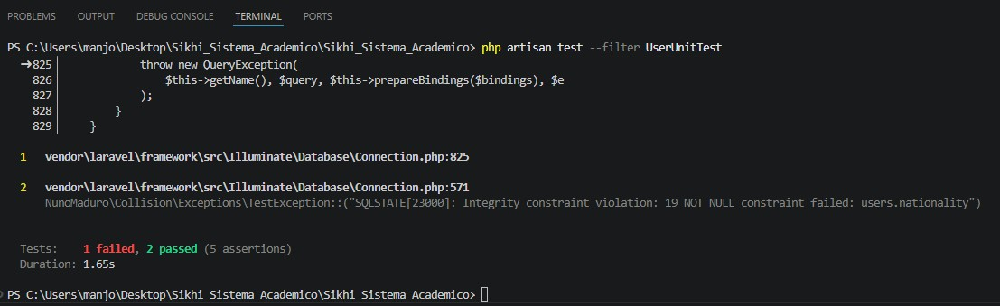 PROBLEMS OUTPUT DEBUG CONSOLE TERMINAL PORTS
PS C:\Users\manjo\Desktop\Sikhi_Sistema_Academico\Sikhi_Sistema_Academico> php artisan test --filter UserUnitTest
➜825 throw new QueryException(
826 $this->getName(), $query, $this->prepareBindings($bindings), $e
827 );
828 }
829 }
1 vendor\laravel\framework\src\Illuminate\Database\Connection.php:825
2 vendor\laravel\framework\src\Illuminate\Database\Connection.php:571
NunoMaduro\Collision\Exceptions\TestException::("SQLSTATE[23000]: Integrity constraint violation: 19 NOT NULL constraint failed: users.nationality")
Tests: 1 failed, 2 passed (5 assertions)
Duration: 1.65s
PS C:\Users\manjo\Desktop\Sikhi_Sistema_Academico\Sikhi_Sistema_Academico>